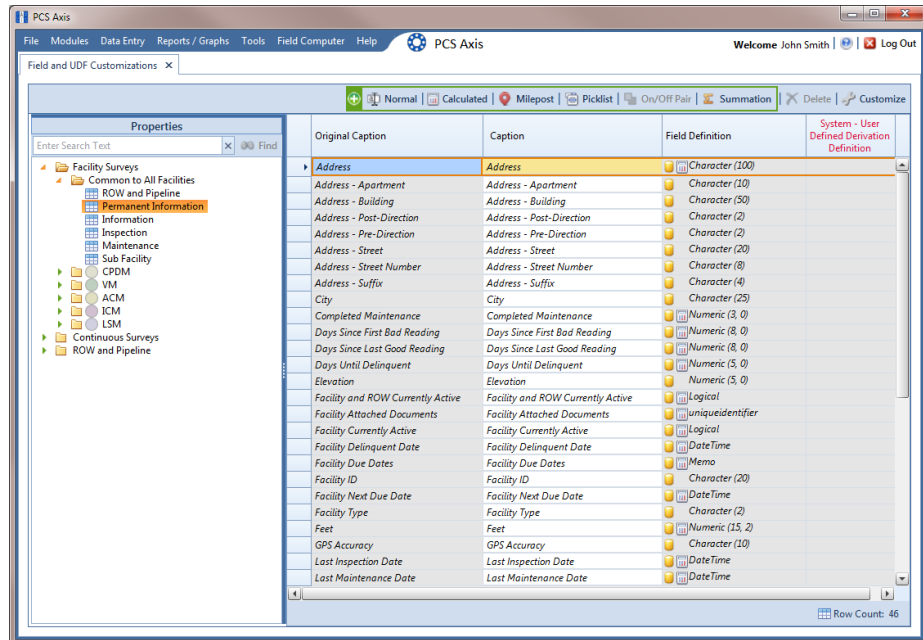 PCS Axis
File Modules Data Entry Reports / Graphs Tools Field Computer Help PCS Axis Welcome John Smith Log Out
Field and UDF Customizations
Normal | Calculated | Milepost | Picklist | On/Off Pair | Summation | Delete | Customize
Properties
Enter Search Text Find
Facility Surveys
Common to All Facilities
ROW and Pipeline
Permanent Information
Information
Inspection
Maintenance
Sub Facility
CPDM
VM
ACM
ICM
LSM
Continuous Surveys
ROW and Pipeline
Original Caption Caption Field Definition System - User Defined Derivation Definition
Address Address Character (100)
Address - Apartment Address - Apartment Character (10)
Address - Building Address - Building Character (50)
Address - Post-Direction Address - Post-Direction Character (2)
Address - Pre-Direction Address - Pre-Direction Character (2)
Address - Street Address - Street Character (20)
Address - Street Number Address - Street Number Character (8)
Address - Suffix Address - Suffix Character (4)
City City Character (25)
Completed Maintenance Completed Maintenance Numeric (3, 0)
Days Since First Bad Reading Days Since First Bad Reading Numeric (8, 0)
Days Since Last Good Reading Days Since Last Good Reading Numeric (8, 0)
Days Until Delinquent Days Until Delinquent Numeric (5, 0)
Elevation Elevation Numeric (5, 0)
Facility and ROW Currently Active Facility and ROW Currently Active Logical
Facility Attached Documents Facility Attached Documents uniqueidentifier
Facility Currently Active Facility Currently Active Logical
Facility Delinquent Date Facility Delinquent Date DateTime
Facility Due Dates Facility Due Dates Memo
Facility ID Facility ID Character (20)
Facility Next Due Date Facility Next Due Date DateTime
Facility Type Facility Type Character (2)
Feet Feet Numeric (15, 2)
GPS Accuracy GPS Accuracy Character (10)
Last Inspection Date Last Inspection Date DateTime
Last Maintenance Date Last Maintenance Date DateTime
Row Count: 46